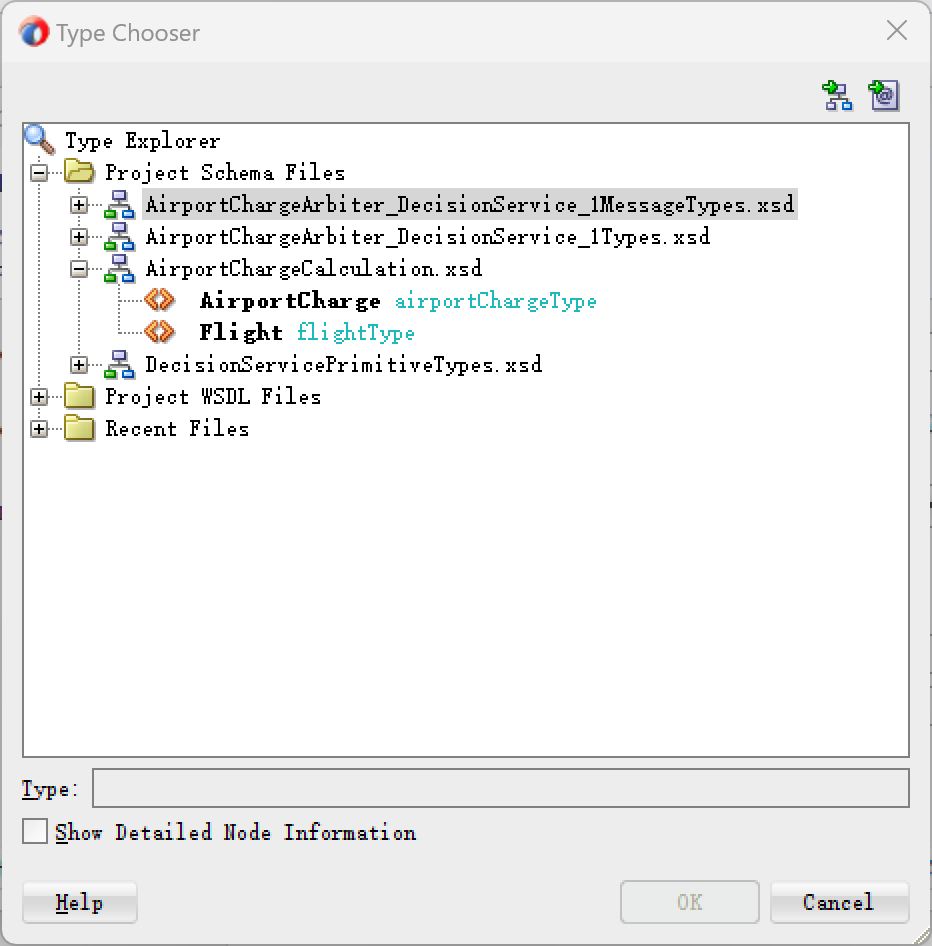 Type Chooser
Type Explorer
Project Schema Files
AirportChargeArbiter_DecisionService_1MessageTypes.xsd
AirportChargeArbiter_DecisionService_1Types.xsd
AirportChargeCalculation.xsd
AirportCharge airportChargeType
Flight flightType
DecisionServicePrimitiveTypes.xsd
Project WSDL Files
Recent Files
Type:
Show Detailed Node Information
Help OK Cancel